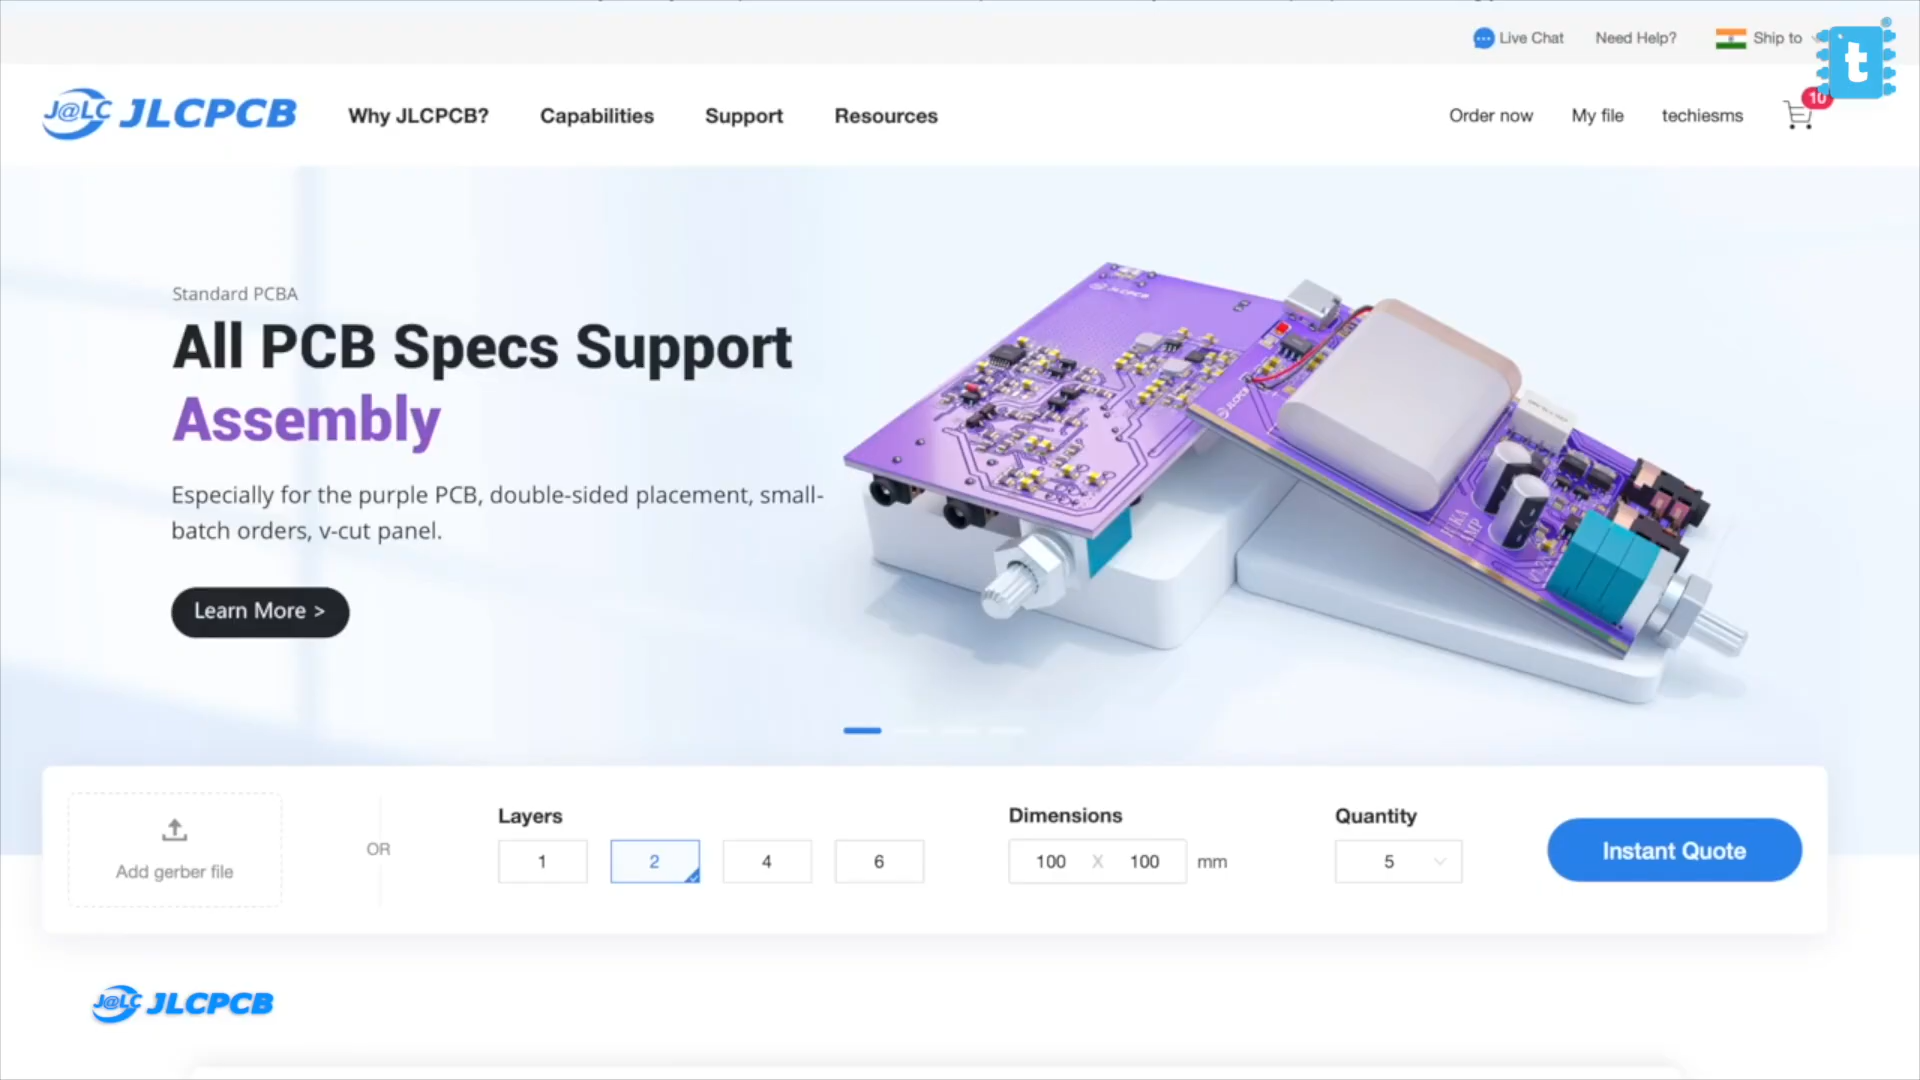 Live Chat
Need Help?
Ship to
t
J@LC JLCPCB
Why JLCPCB?
Capabilities
Support
Resources
Order now
My file
techiesms
10
Standard PCBA
All PCB Specs Support
Assembly
Especially for the purple PCB, double-sided placement, small-
batch orders, v-cut panel.
Learn More >
JLCPCB
Add gerber file
OR
Layers
1
2
4
6
Dimensions
100 X 100 mm
Quantity
5
Instant Quote
J@LC JLCPCB